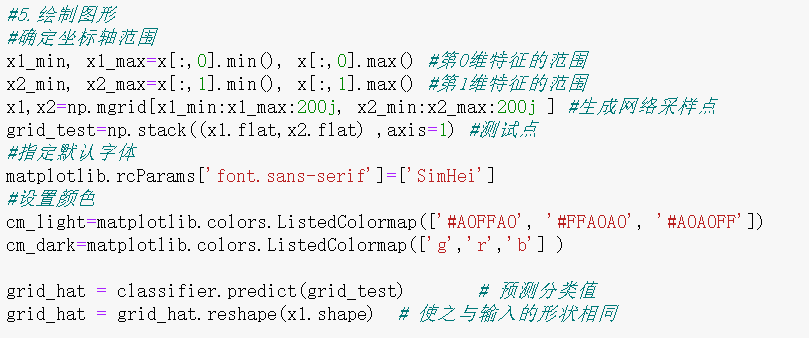 #5.绘制图形
#确定坐标轴范围
x1_min, x1_max=x[:,0].min(), x[:,0].max() #第0维特征的范围
x2_min, x2_max=x[:,1].min(), x[:,1].max() #第1维特征的范围
x1,x2=np.mgrid[x1_min:x1_max:200j, x2_min:x2_max:200j ] #生成网络采样点
grid_test=np.stack((x1.flat,x2.flat) ,axis=1) #测试点
#指定默认字体
matplotlib.rcParams['font.sans-serif']=['SimHei']
#设置颜色
cm_light=matplotlib.colors.ListedColormap(['#A0FFA0', '#FFA0A0', '#A0A0FF'])
cm_dark=matplotlib.colors.ListedColormap(['g','r','b'] )
grid_hat = classifier.predict(grid_test)       # 预测分类值
grid_hat = grid_hat.reshape(x1.shape)  # 使之与输入的形状相同